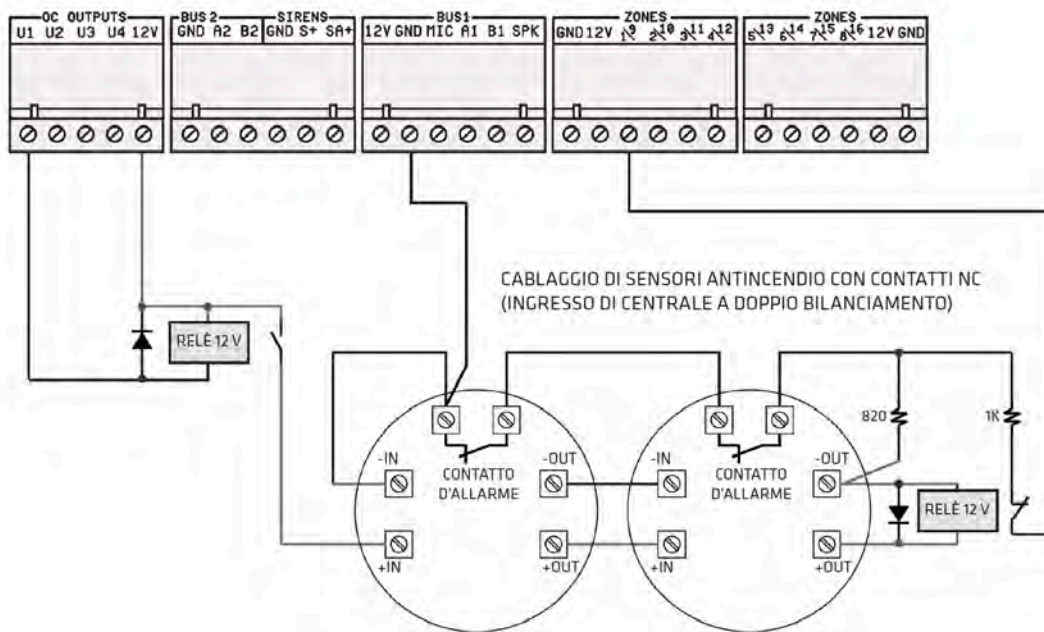 OC OUTPUTS
U1 U2 U3 U4 12V
BUS 2 SIRENS
GND A2 B2 GND S+ SA+
BUS1
12V GND MIC A1 B1 SPK
ZONES
GND 12V 1\9 2\10 3\11 4\12
ZONES
5\13 6\14 7\15 8\16 12V GND
CABLAGGIO DI SENSORI ANTINCENDIO CON CONTATTI NC
(INGRESSO DI CENTRALE A DOPPIO BILANCIAMENTO)
RELÈ 12 V
820
1K
-IN
CONTATTO
D'ALLARME
-OUT
+IN
+OUT
-IN
CONTATTO
D'ALLARME
-OUT
+IN
+OUT
RELÈ 12 V